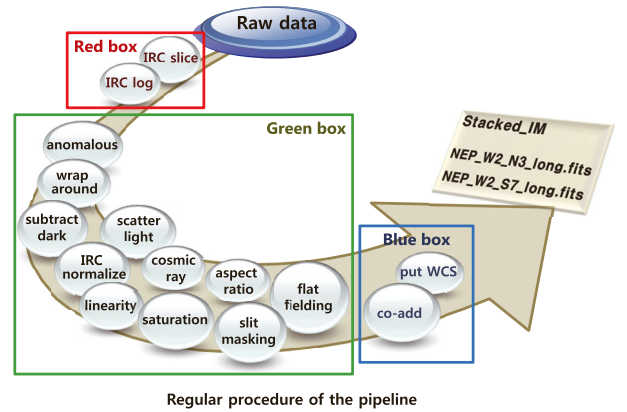 Raw data
Red box
IRC slice
IRC log
Green box
anomalous
wrap
around
subtract
dark
scatter
light
IRC
normalize
cosmic
ray
linearity
saturation
aspect
ratio
slit
masking
flat
fielding
Blue box
put WCS
co-add
Stacked_IM
NEP_W2_N3_long.fits
NEP_W2_S7_long.fits
Regular procedure of the pipeline